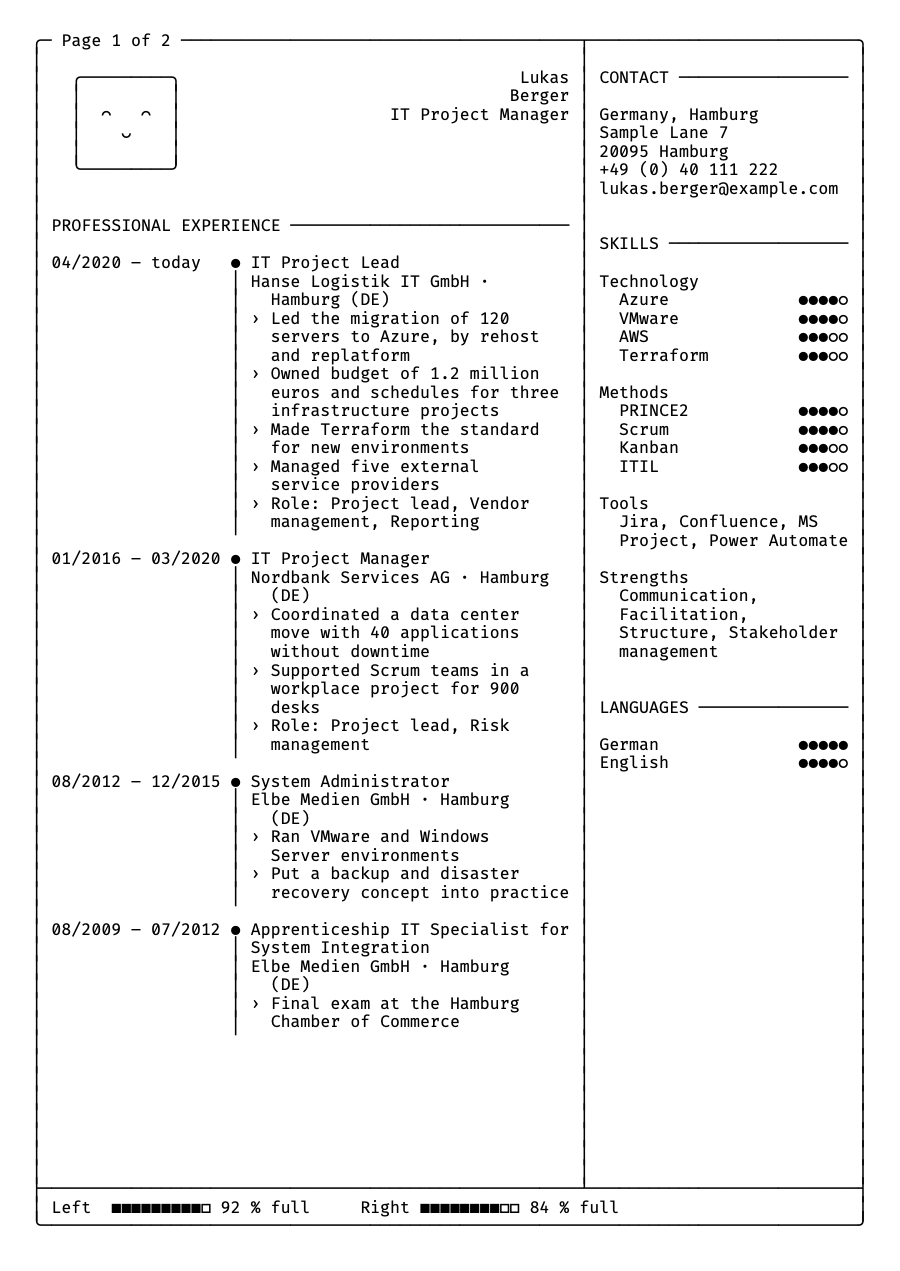 Page 1 of 2
Lukas
Berger
IT Project Manager
PROFESSIONAL EXPERIENCE
04/2020 – today ● IT Project Lead
Hanse Logistik IT GmbH ·
Hamburg (DE)
› Led the migration of 120
servers to Azure, by rehost
and replatform
› Owned budget of 1.2 million
euros and schedules for three
infrastructure projects
› Made Terraform the standard
for new environments
› Managed five external
service providers
› Role: Project lead, Vendor
management, Reporting
01/2016 – 03/2020 ● IT Project Manager
Nordbank Services AG · Hamburg
(DE)
› Coordinated a data center
move with 40 applications
without downtime
› Supported Scrum teams in a
workplace project for 900
desks
› Role: Project lead, Risk
management
08/2012 – 12/2015 ● System Administrator
Elbe Medien GmbH · Hamburg
(DE)
› Ran VMware and Windows
Server environments
› Put a backup and disaster
recovery concept into practice
08/2009 – 07/2012 ● Apprenticeship IT Specialist for
System Integration
Elbe Medien GmbH · Hamburg
(DE)
› Final exam at the Hamburg
Chamber of Commerce
CONTACT
Germany, Hamburg
Sample Lane 7
20095 Hamburg
+49 (0) 40 111 222
lukas.berger@example.com
SKILLS
Technology
Azure ●●●●○
VMware ●●●●○
AWS ●●●○○
Terraform ●●●○○
Methods
PRINCE2 ●●●●○
Scrum ●●●●○
Kanban ●●●○○
ITIL ●●●○○
Tools
Jira, Confluence, MS
Project, Power Automate
Strengths
Communication,
Facilitation,
Structure, Stakeholder
management
LANGUAGES
German ●●●●●
English ●●●●○
Left ■■■■■■■■■□ 92 % full Right ■■■■■■■■□□ 84 % full